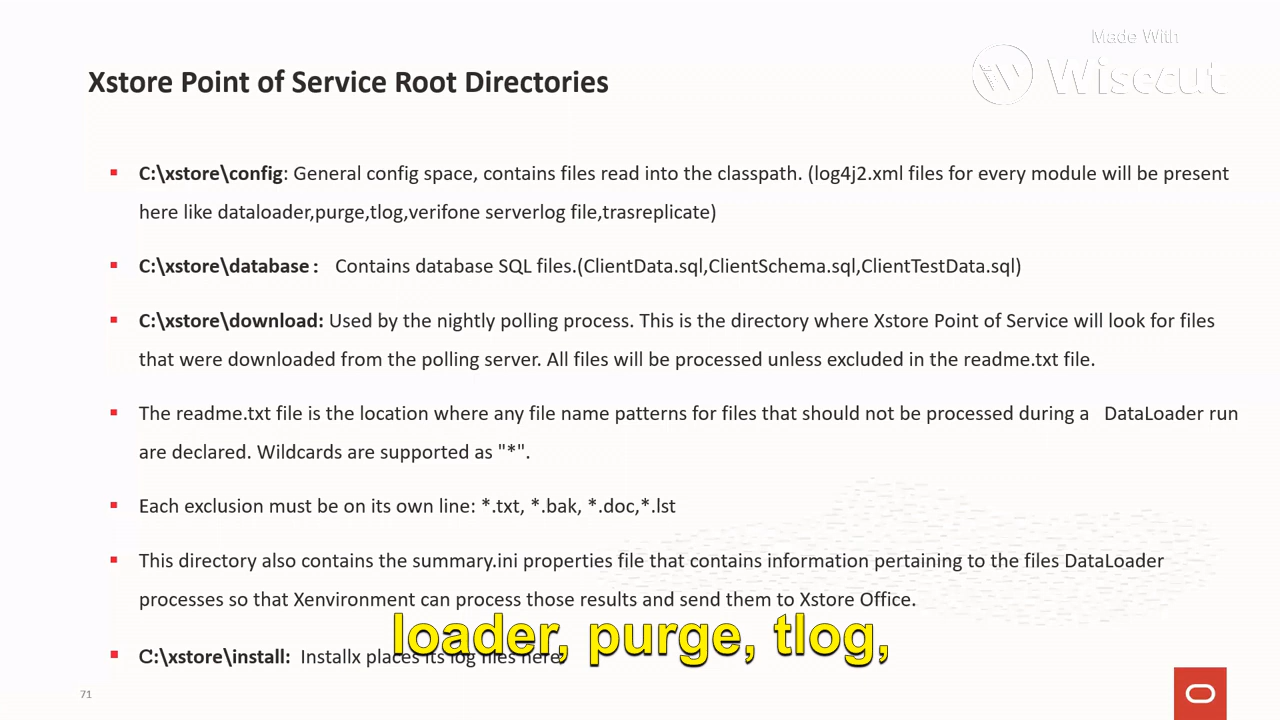 Made With
Wisecut
Xstore Point of Service Root Directories
C:\xstore\config: General config space, contains files read into the classpath. (log4j2.xml files for every module will be present
here like dataloader,purge,tlog,verifone serverlog file,trasreplicate)
C:\xstore\database: Contains database SQL files.(ClientData.sql,ClientSchema.sql,ClientTestData.sql)
C:\xstore\download: Used by the nightly polling process. This is the directory where Xstore Point of Service will look for files
that were downloaded from the polling server. All files will be processed unless excluded in the readme.txt file.
The readme.txt file is the location where any file name patterns for files that should not be processed during a DataLoader run
are declared. Wildcards are supported as "*".
Each exclusion must be on its own line: *.txt, *.bak, *.doc,*.lst
This directory also contains the summary.ini properties file that contains information pertaining to the files DataLoader
processes so that Xenvironment can process those results and send them to Xstore Office.
loader, purge, tlog,
C:\xstore\install: Installx places its log files here
71